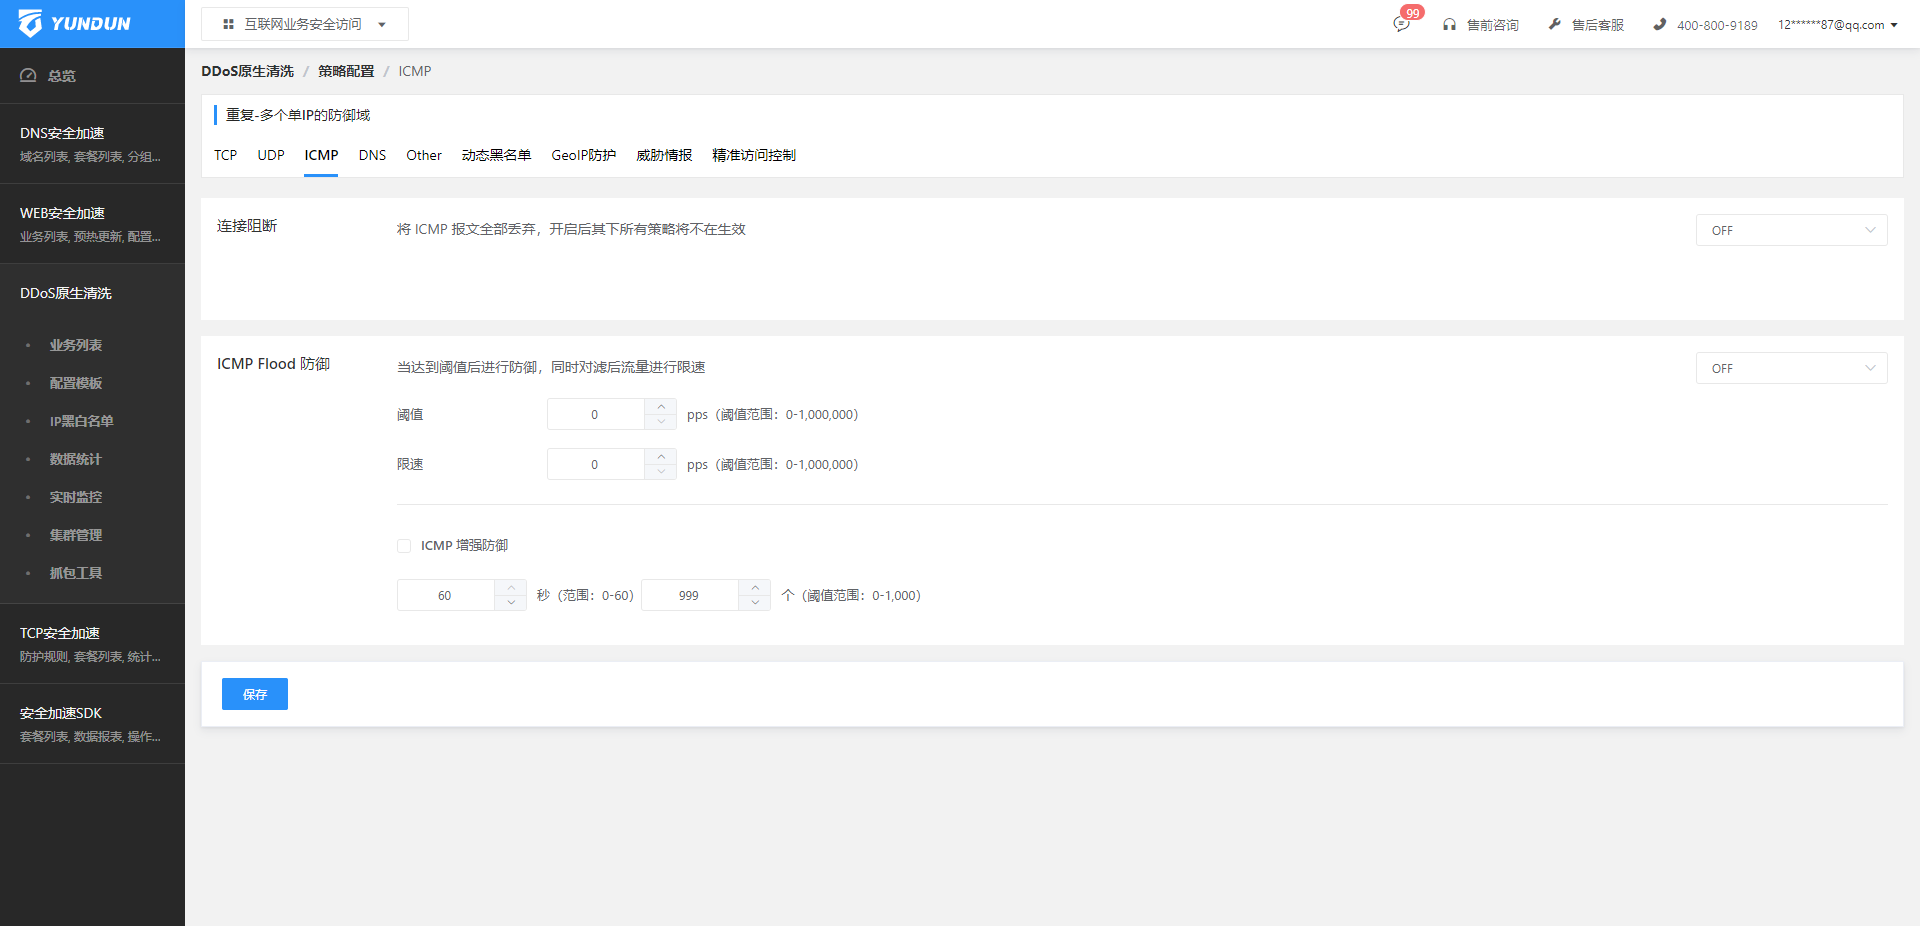 YUNDUN
互联网业务安全访问
99
售前咨询
售后客服
400-800-9189
12******87@qq.com
总览
DNS安全加速
域名列表, 套餐列表, 分组...
WEB安全加速
业务列表, 预热更新, 配置...
DDoS原生清洗
业务列表
配置模板
IP黑白名单
数据统计
实时监控
集群管理
抓包工具
TCP安全加速
防护规则, 套餐列表, 统计...
安全加速SDK
套餐列表, 数据报表, 操作...
DDoS原生清洗 / 策略配置 / ICMP
重复-多个单IP的防御域
TCP UDP ICMP DNS Other 动态黑名单 GeoIP防护 威胁情报 精准访问控制
连接阻断
将 ICMP 报文全部丢弃，开启后其下所有策略将不在生效
OFF
ICMP Flood 防御
当达到阈值后进行防御，同时对滤后流量进行限速
OFF
阈值 0 pps（阈值范围：0-1,000,000）
限速 0 pps（阈值范围：0-1,000,000）
ICMP 增强防御
60 秒（范围：0-60） 999 个（阈值范围：0-1,000）
保存